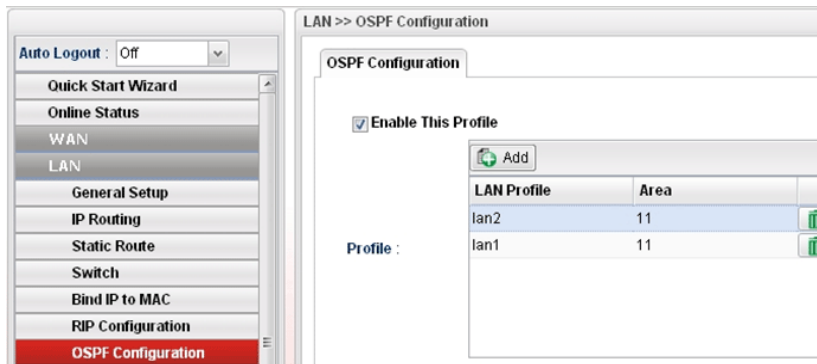 LAN >> OSPF Configuration
Auto Logout : Off
Quick Start Wizard
Online Status
WAN
LAN
General Setup
IP Routing
Static Route
Switch
Bind IP to MAC
RIP Configuration
OSPF Configuration
OSPF Configuration
Enable This Profile
Add
LAN Profile Area
lan2 11
lan1 11
Profile :